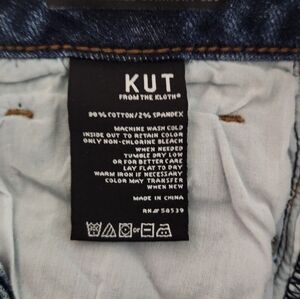 KUT
FROM THE KLOTH®
98% COTTON/2% SPANDEX
MACHINE WASH COLD
INSIDE OUT TO RETAIN COLOR
ONLY NON-CHLORINE BLEACH
WHEN NEEDED
TUMBLE DRY LOW
OR FOR BETTER CARE
LAY FLAT TO DRY
WARM IRON IF NECESSARY
COLOR MAY TRANSFER
WHEN NEW
MADE IN CHINA
RN# 58539
OR